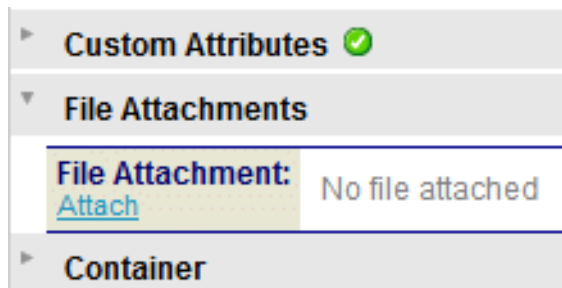 Custom Attributes
File Attachments
File Attachment:
Attach
No file attached
Container